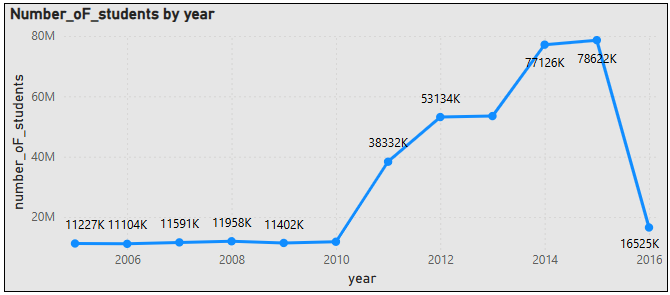 Number_oF_students by year
80M
60M
40M
20M
number_oF_students
11227K
11104K
11591K
11958K
11402K
38332K
53134K
77126K
78622K
16525K
2006
2008
2010
2012
2014
2016
year